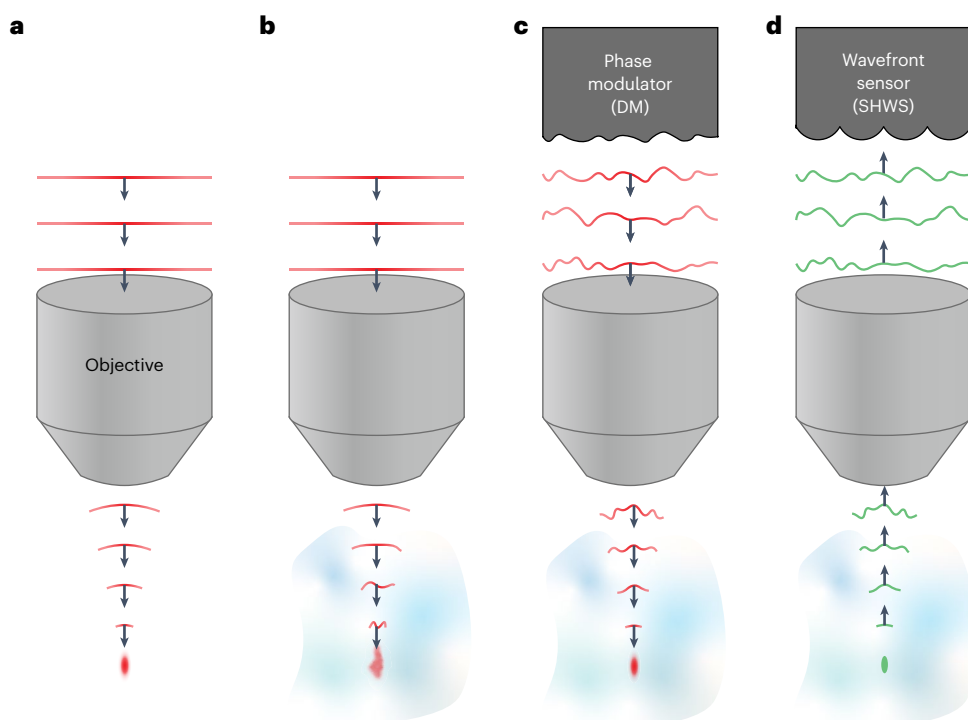 a
b
c
d
Phase
modulator
(DM)
Wavefront
sensor
(SHWS)
Objective